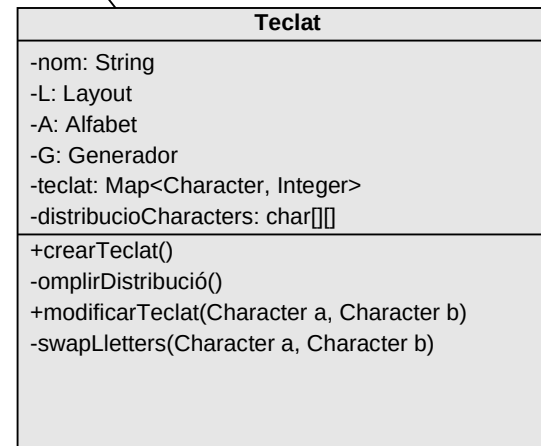 Teclat
-nom: String
-L: Layout
-A: Alfabet
-G: Generador
-teclat: Map<Character, Integer>
-distribucioCharacters: char[][]
+crearTeclat()
-omplirDistribució()
+modificarTeclat(Character a, Character b)
-swapLletters(Character a, Character b)